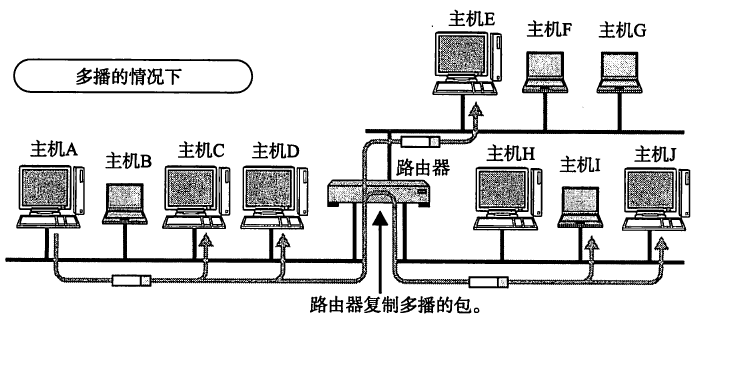 多播的情况下
主机E
主机F
主机G
主机A
主机B
主机C
主机D
路由器
主机H
主机I
主机J
路由器复制多播的包。